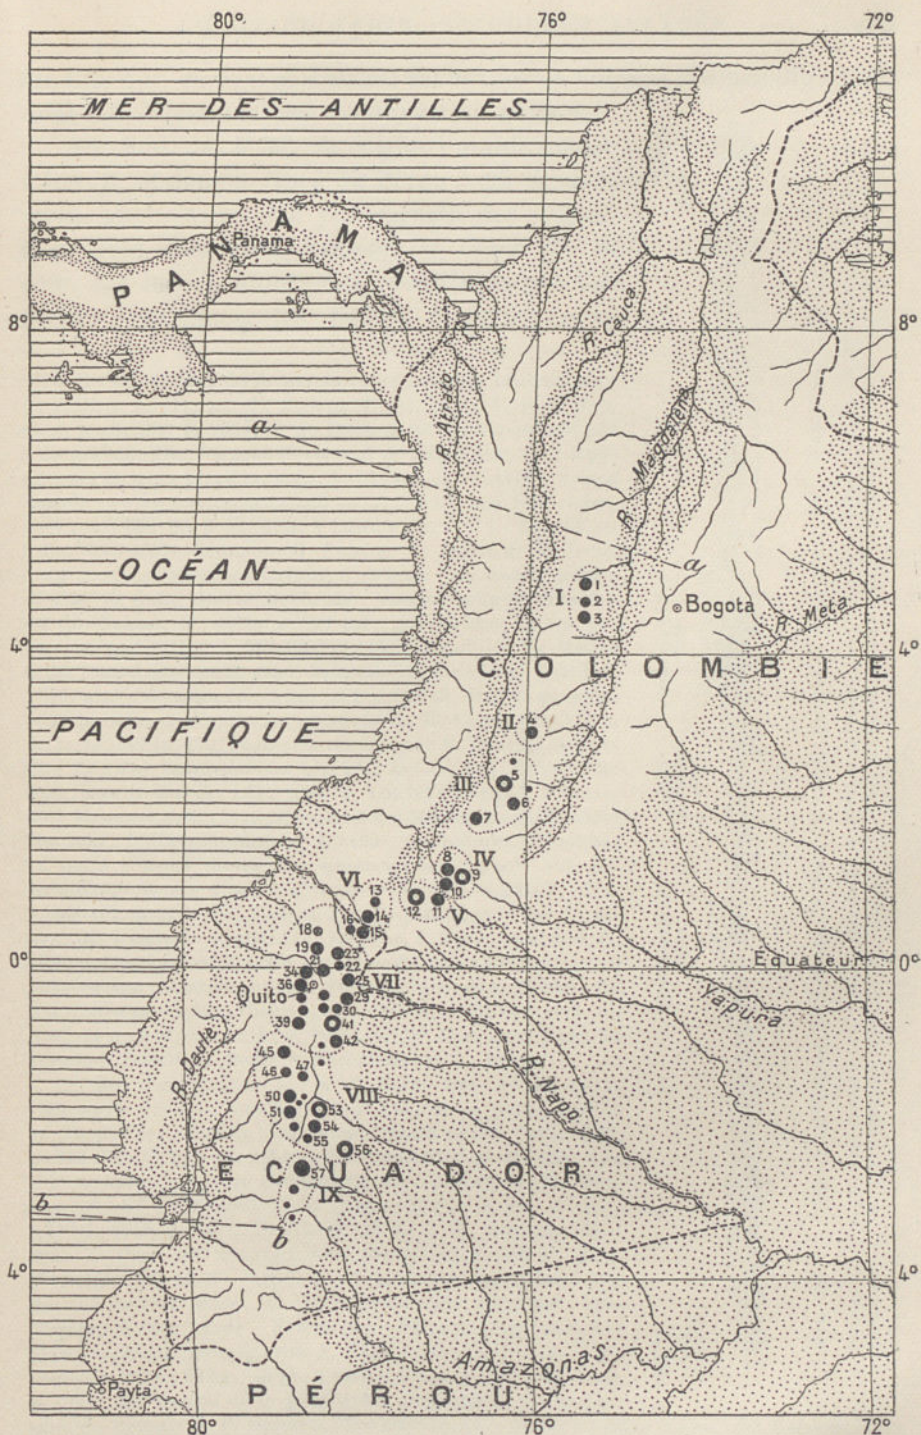 80°
76°
72°
MER DES ANTILLES
PANAMA
Panama
R. Cauca
8°
8°
R. Atrato
R. Magdalena
a
OCÉAN
a
I
1
2
3
Bogota
R. Meta
4°
4°
COLOMBIE
PACIFIQUE
II
4
III
5
6
7
8
IV
9
10
VI
13
12
11
V
14
16
15
18
19
23
21
22
0°
0°
Equateur
34
36
25
VII
Quito
29
Yapura
30
39
41
42
R. Daule
45
46
47
R. Napo
VIII
50
53
51
54
55
56
57
ECUADOR
IX
b
b
4°
4°
Amazonas
Payta
PÉROU
80°
76°
72°